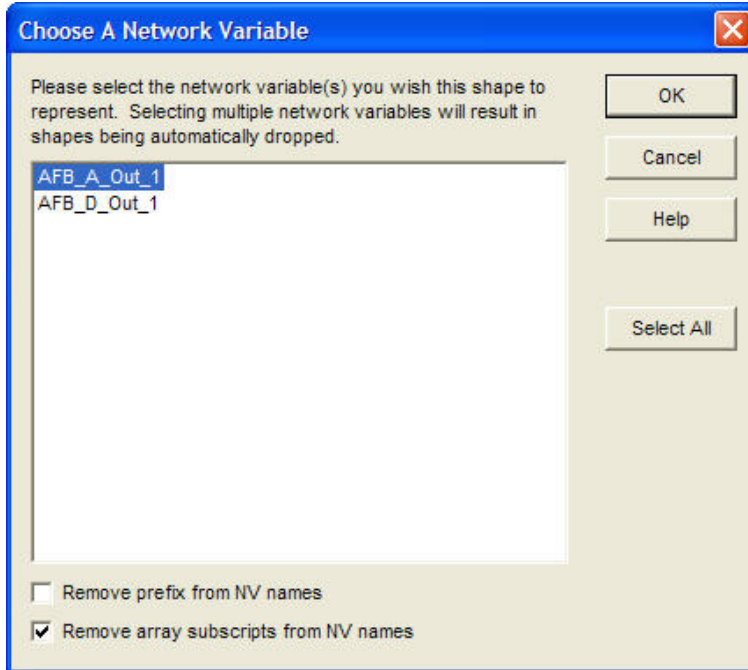 Choose A Network Variable
Please select the network variable(s) you wish this shape to
represent. Selecting multiple network variables will result in
shapes being automatically dropped.
OK
Cancel
Help
Select All
AFB_A_Out_1
AFB_D_Out_1
Remove prefix from NV names
Remove array subscripts from NV names